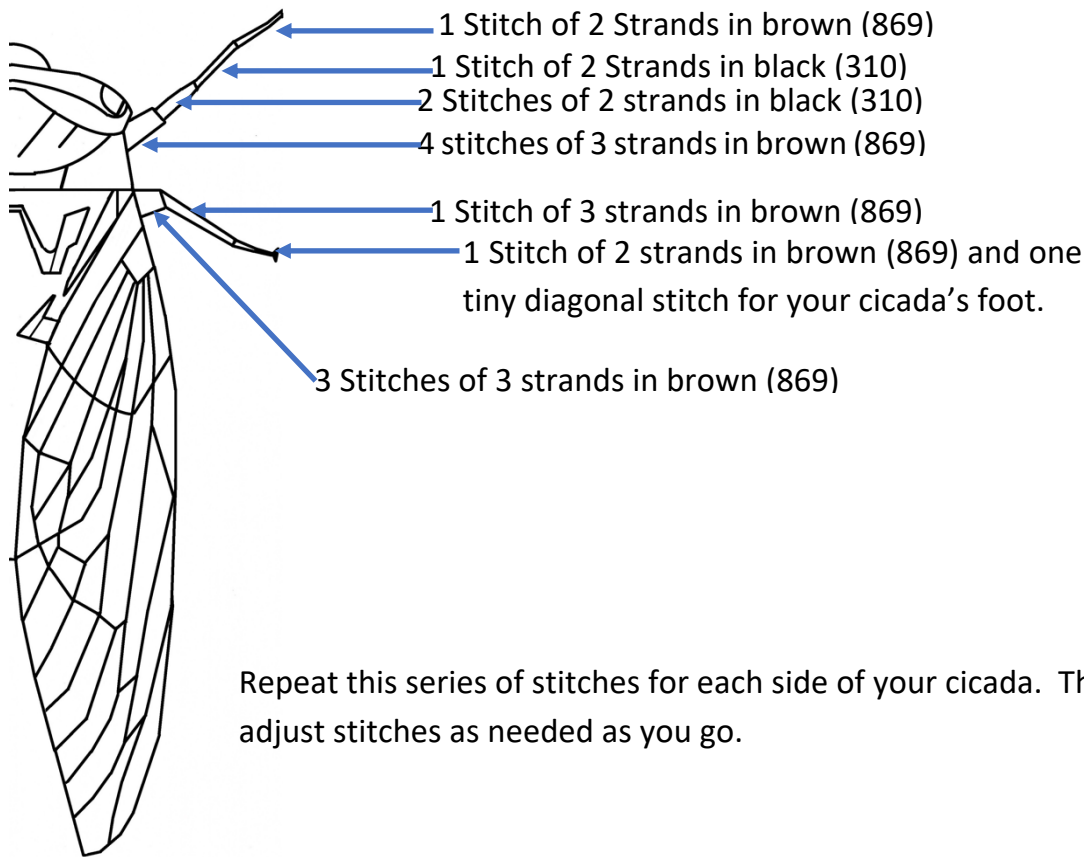 1 Stitch of 2 Strands in brown (869)
1 Stitch of 2 Strands in black (310)
2 Stitches of 2 strands in black (310)
4 stitches of 3 strands in brown (869)
1 Stitch of 3 strands in brown (869)
1 Stitch of 2 strands in brown (869) and one
tiny diagonal stitch for your cicada’s foot.
3 Stitches of 3 strands in brown (869)
Repeat this series of stitches for each side of your cicada.
adjust stitches as needed as you go.